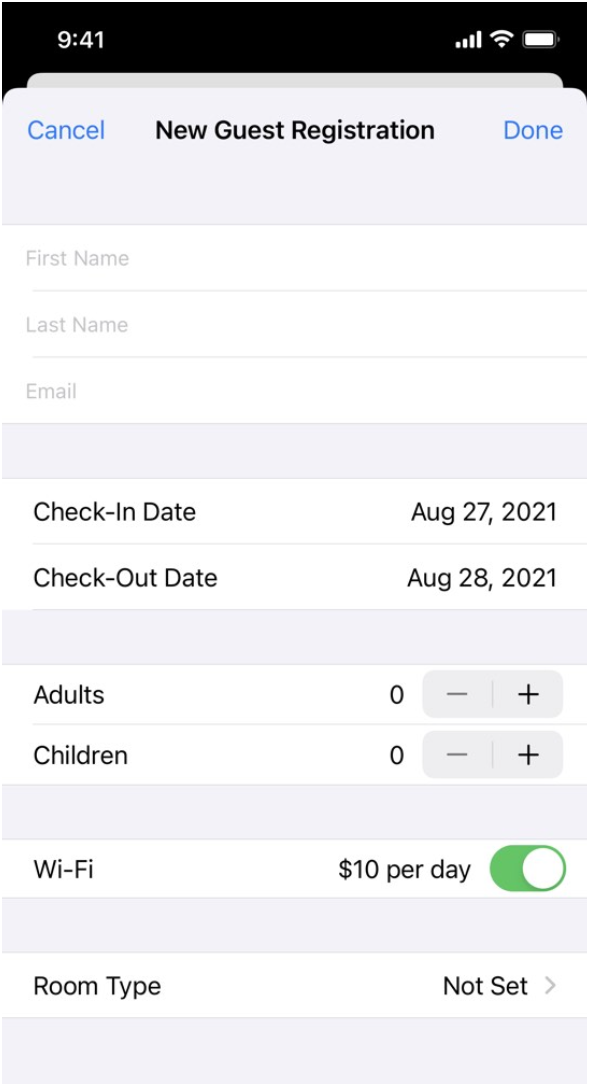 9:41
Cancel New Guest Registration Done
First Name
Last Name
Email
Check-In Date Aug 27, 2021
Check-Out Date Aug 28, 2021
Adults 0 − +
Children 0 − +
Wi-Fi $10 per day
Room Type Not Set >